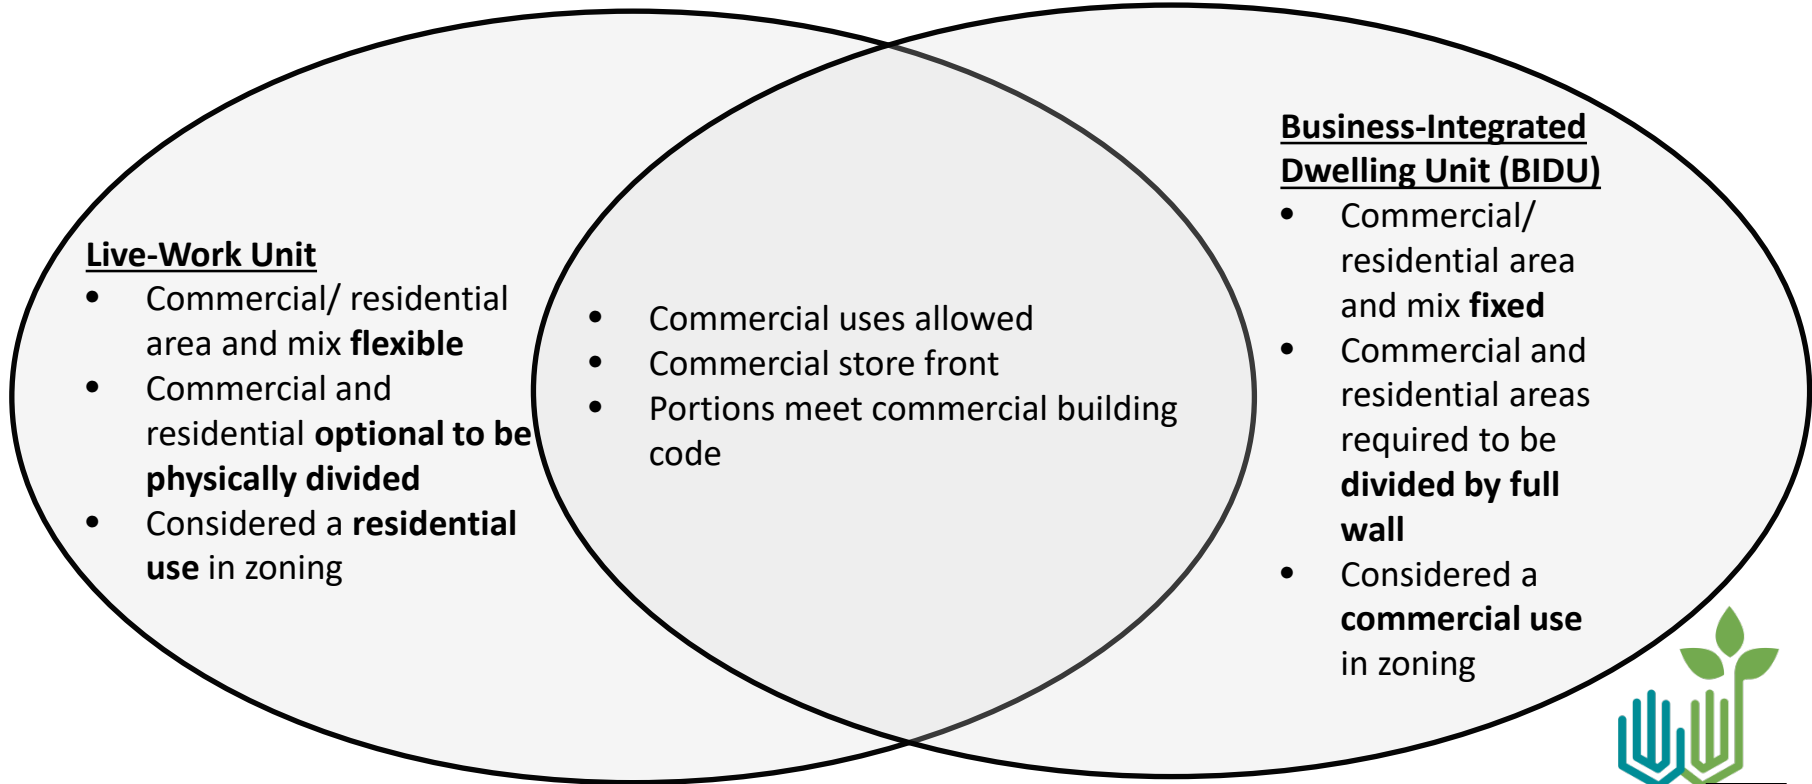 Live-Work Unit
• Commercial/ residential
area and mix flexible
• Commercial and
residential optional to be
physically divided
• Considered a residential
use in zoning
• Commercial uses allowed
• Commercial store front
• Portions meet commercial building
code
Business-Integrated
Dwelling Unit (BIDU)
• Commercial/
residential area
and mix fixed
• Commercial and
residential areas
required to be
divided by full
wall
• Considered a
commercial use
in zoning